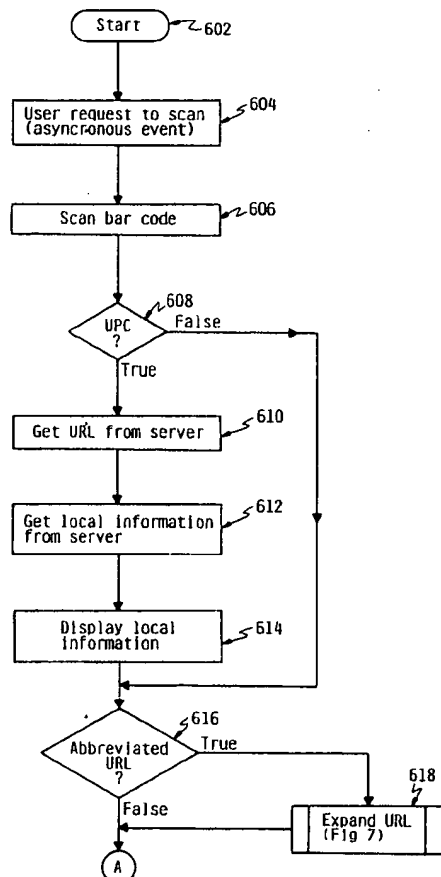 Start
602
User request to scan
(asyncronous event)
604
Scan bar code
606
608
UPC
?
False
True
Get URL from server
610
Get local information
from server
612
Display local
information
614
616
Abbreviated
URL
?
True
False
618
Expand URL
(Fig 7)
A